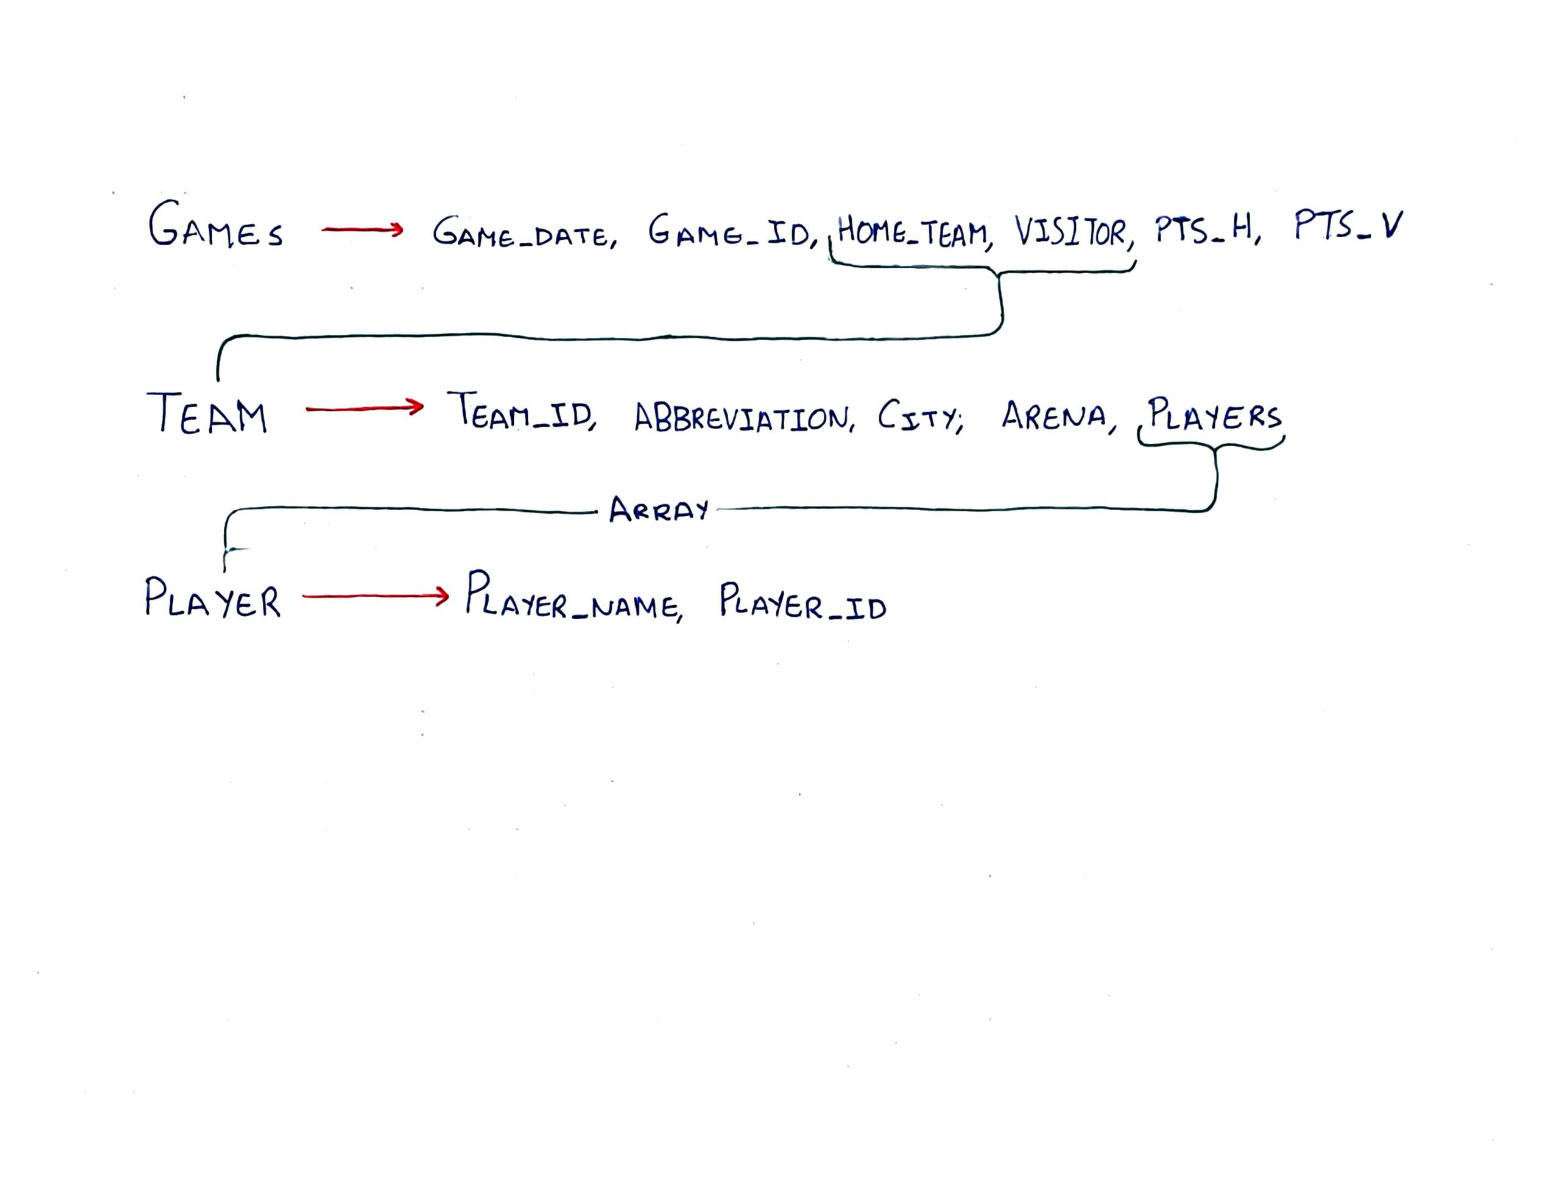 GAMES → GAME_DATE, GAME_ID, HOME_TEAM, VISITOR, PTS_H, PTS_V
TEAM → TEAM_ID, ABBREVIATION, CITY; ARENA, PLAYERS
ARRAY
PLAYER → PLAYER_NAME, PLAYER_ID